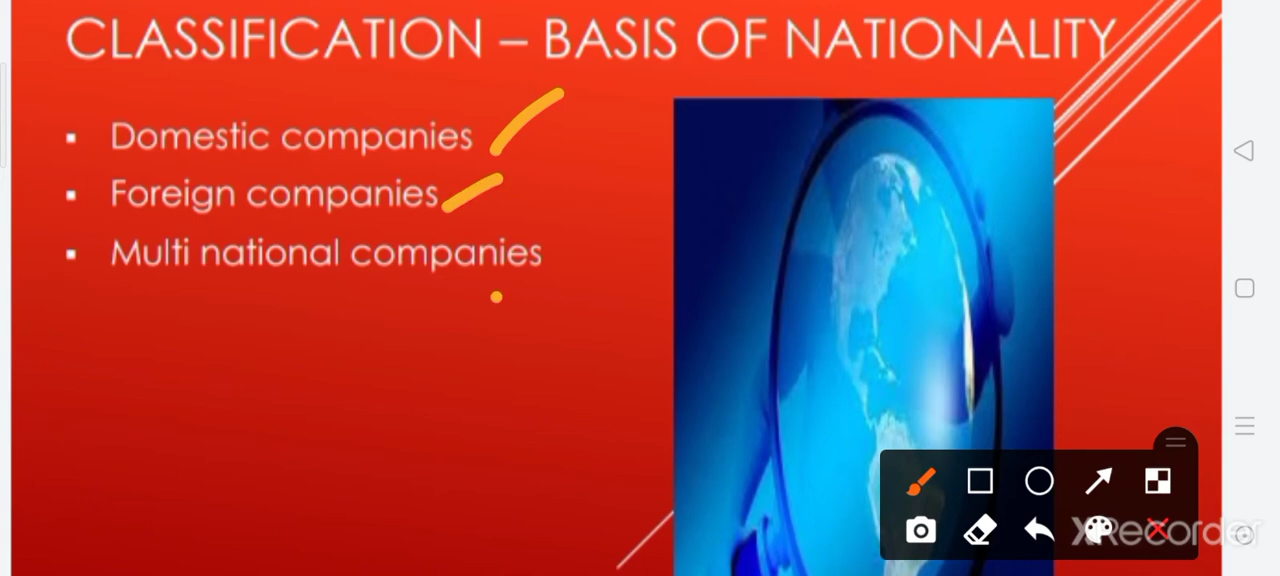 CLASSIFICATION – BASIS OF NATIONALITY
▪ Domestic companies
▪ Foreign companies
▪ Multi national companies
XRecorder